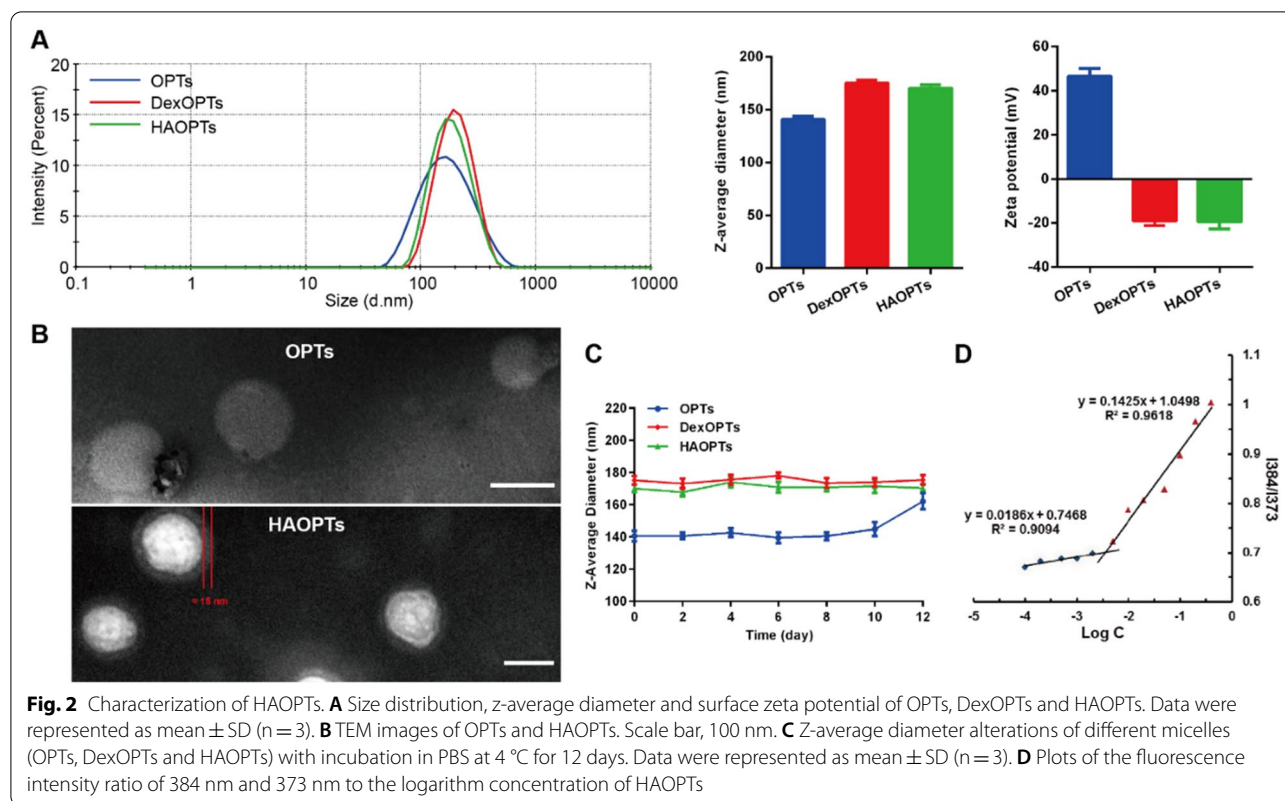 A
OPTs
DexOPTs
HAOPTs
Intensity (Percent)
20
15
10
5
0
0.1
1
10
100
1000
10000
Size (d.nm)
Z-average diameter (nm)
200
150
100
50
0
OPTs
DexOPTs
HAOPTs
Zeta potential (mV)
60
40
20
0
-20
-40
OPTs
DexOPTs
HAOPTs
B
OPTs
HAOPTs
≈15 nm
C
OPTs
DexOPTs
HAOPTs
Z-Average Diameter (nm)
220
200
180
160
140
120
100
0
2
4
6
8
10
12
Time (day)
D
y = 0.1425x + 1.0498
R² = 0.9618
y = 0.0186x + 0.7468
R² = 0.9094
1.1
1
0.9
0.8
0.7
0.6
I384/I373
-5
-4
-3
-2
-1
0
Log C
Fig. 2 Characterization of HAOPTs. A Size distribution, z-average diameter and surface zeta potential of OPTs, DexOPTs and HAOPTs. Data were
represented as mean ± SD (n = 3). B TEM images of OPTs and HAOPTs. Scale bar, 100 nm. C Z-average diameter alterations of different micelles
(OPTs, DexOPTs and HAOPTs) with incubation in PBS at 4 °C for 12 days. Data were represented as mean ± SD (n = 3). D Plots of the fluorescence
intensity ratio of 384 nm and 373 nm to the logarithm concentration of HAOPTs